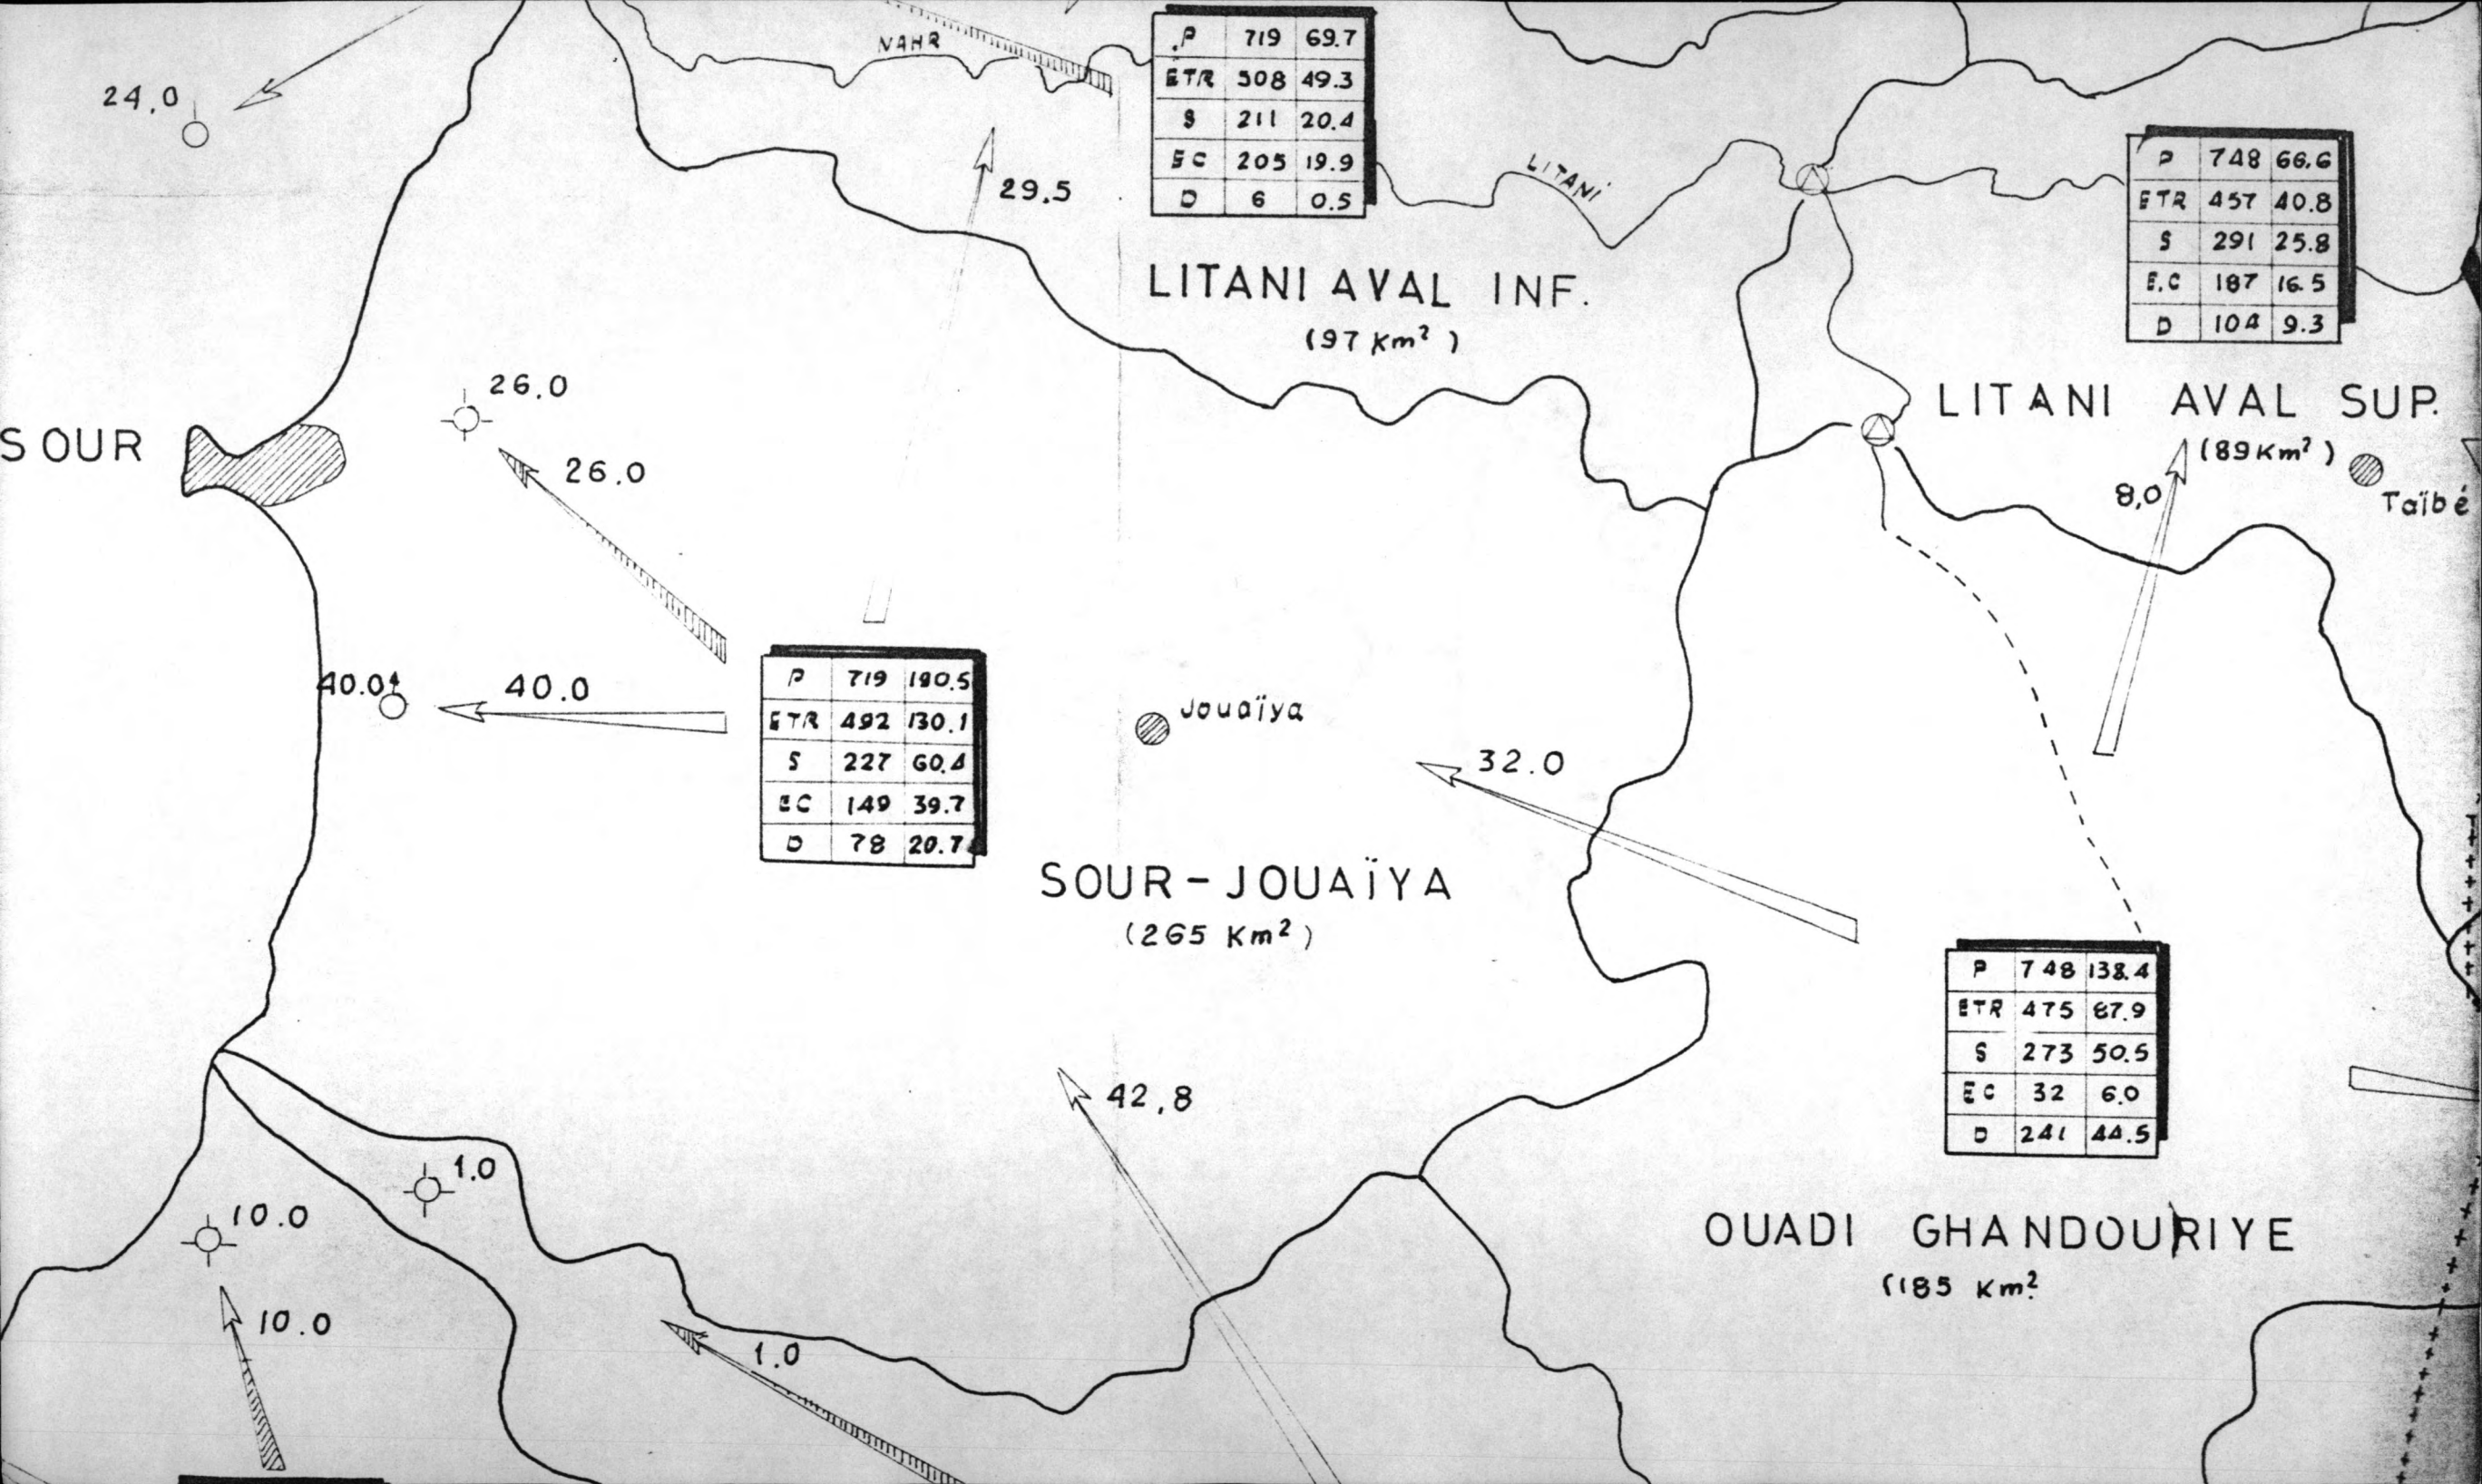 NAHR
.P 719 69.7
ETR 508 49.3
S 211 20.4
EC 205 19.9
D 6 0.5
24.0
29.5
LITANI
P 748 66.6
ETR 457 40.8
S 291 25.8
E.C 187 16.5
D 104 9.3
LITANI AVAL INF.
(97 Km²)
26.0
SOUR
26.0
LITANI AVAL SUP.
(89 Km²)
8,0
Taïbé
40.0
40.0
P 719 190.5
ETR 492 130.1
S 227 60.4
EC 149 39.7
D 78 20.7
Jouaïya
32.0
SOUR-JOUAÏYA
(265 Km²)
P 748 138.4
ETR 475 87.9
S 273 50.5
EC 32 6.0
D 241 44.5
42,8
1.0
10.0
OUADI GHANDOURIYE
(185 Km²
10.0
1.0